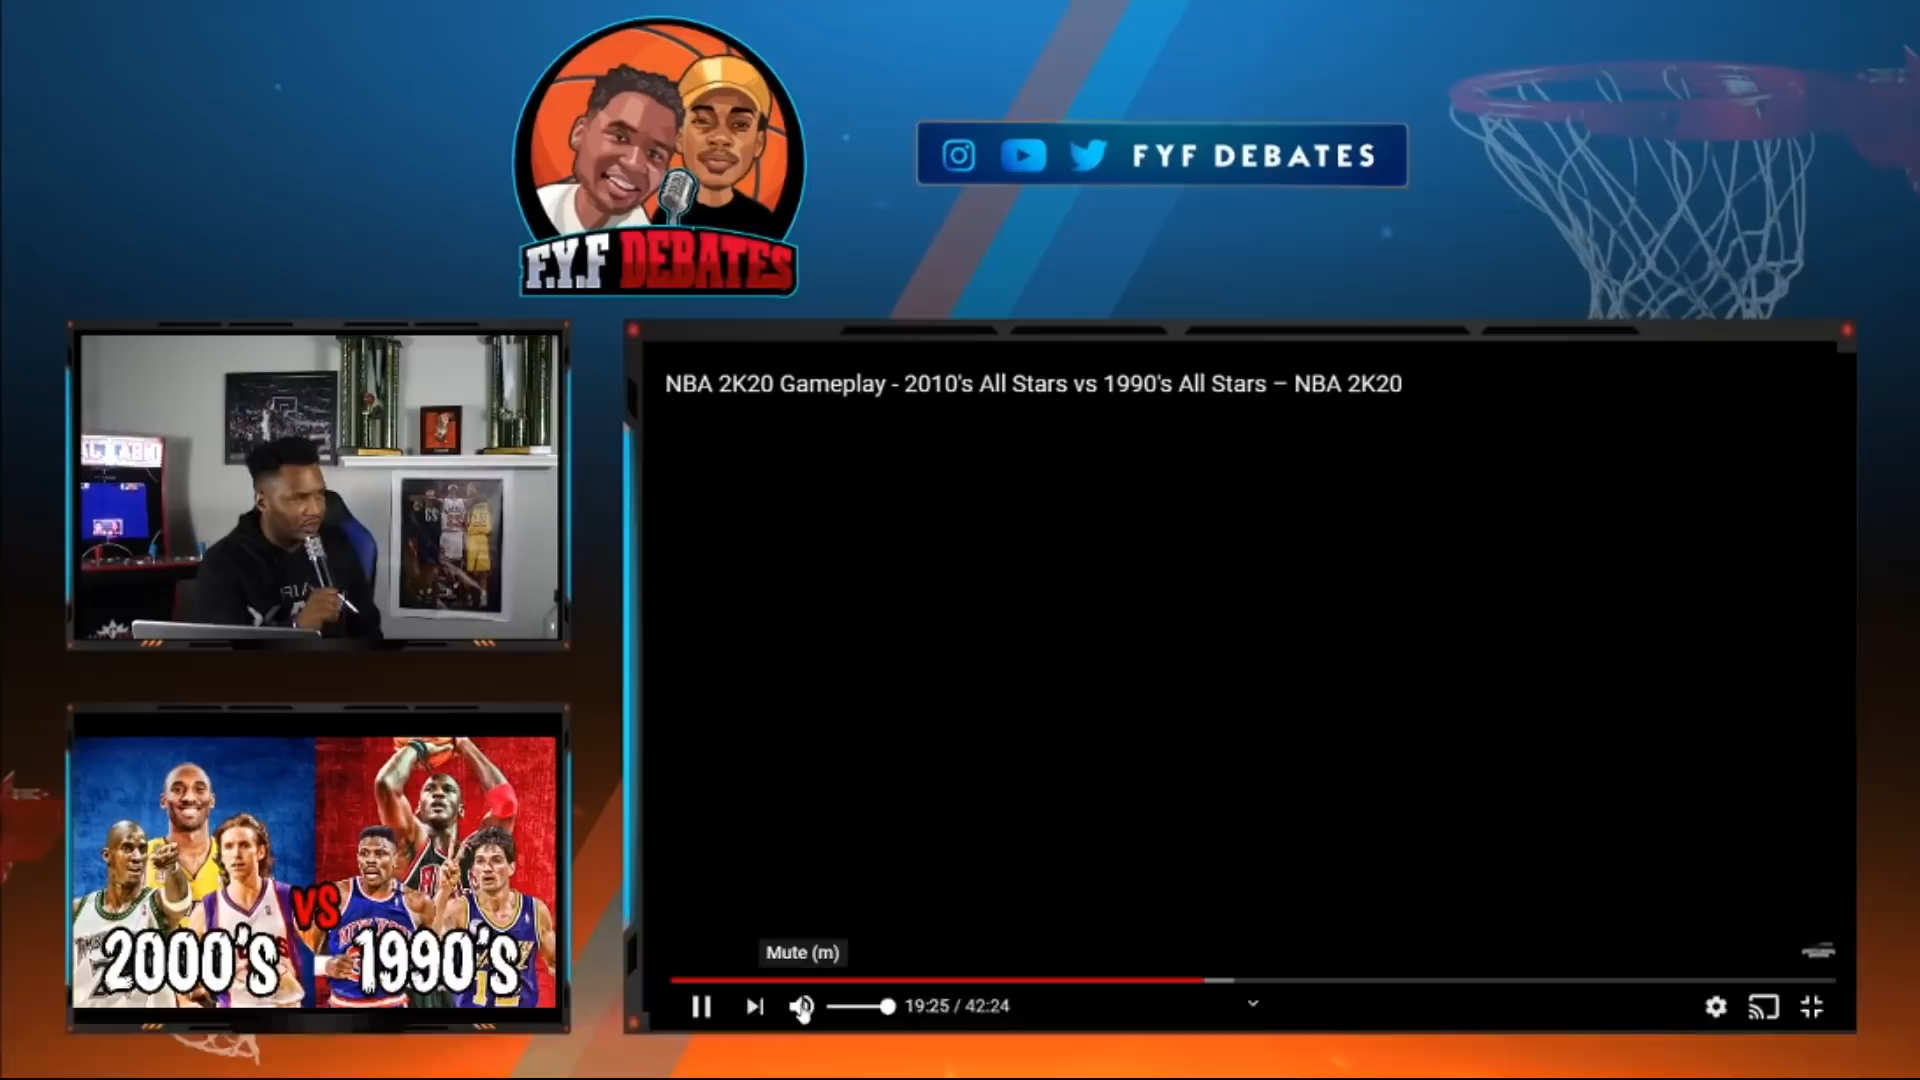 F.Y.F DEBATES
FYF DEBATES
NBA 2K20 Gameplay - 2010's All Stars vs 1990's All Stars – NBA 2K20
VS
2000's
1990's
Mute (m)
19:25 / 42:24